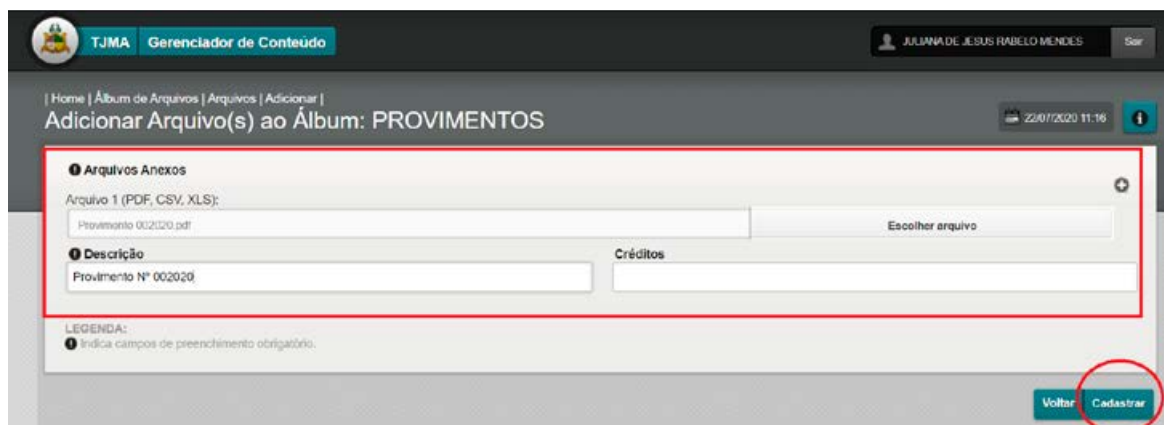 TJMA Gerenciador de Conteúdo JULIANA DE JESUS RABELO MENDES Sair
| Home | Álbum de Arquivos | Arquivos | Adicionar |
Adicionar Arquivo(s) ao Álbum: PROVIMENTOS 22/07/2020 11:16
Arquivos Anexos
Arquivo 1 (PDF, CSV, XLS):
Provimento 002020.pdf Escolher arquivo
Descrição Créditos
Provimento Nº 002020
LEGENDA:
Indica campos de preenchimento obrigatório.
Voltar Cadastrar